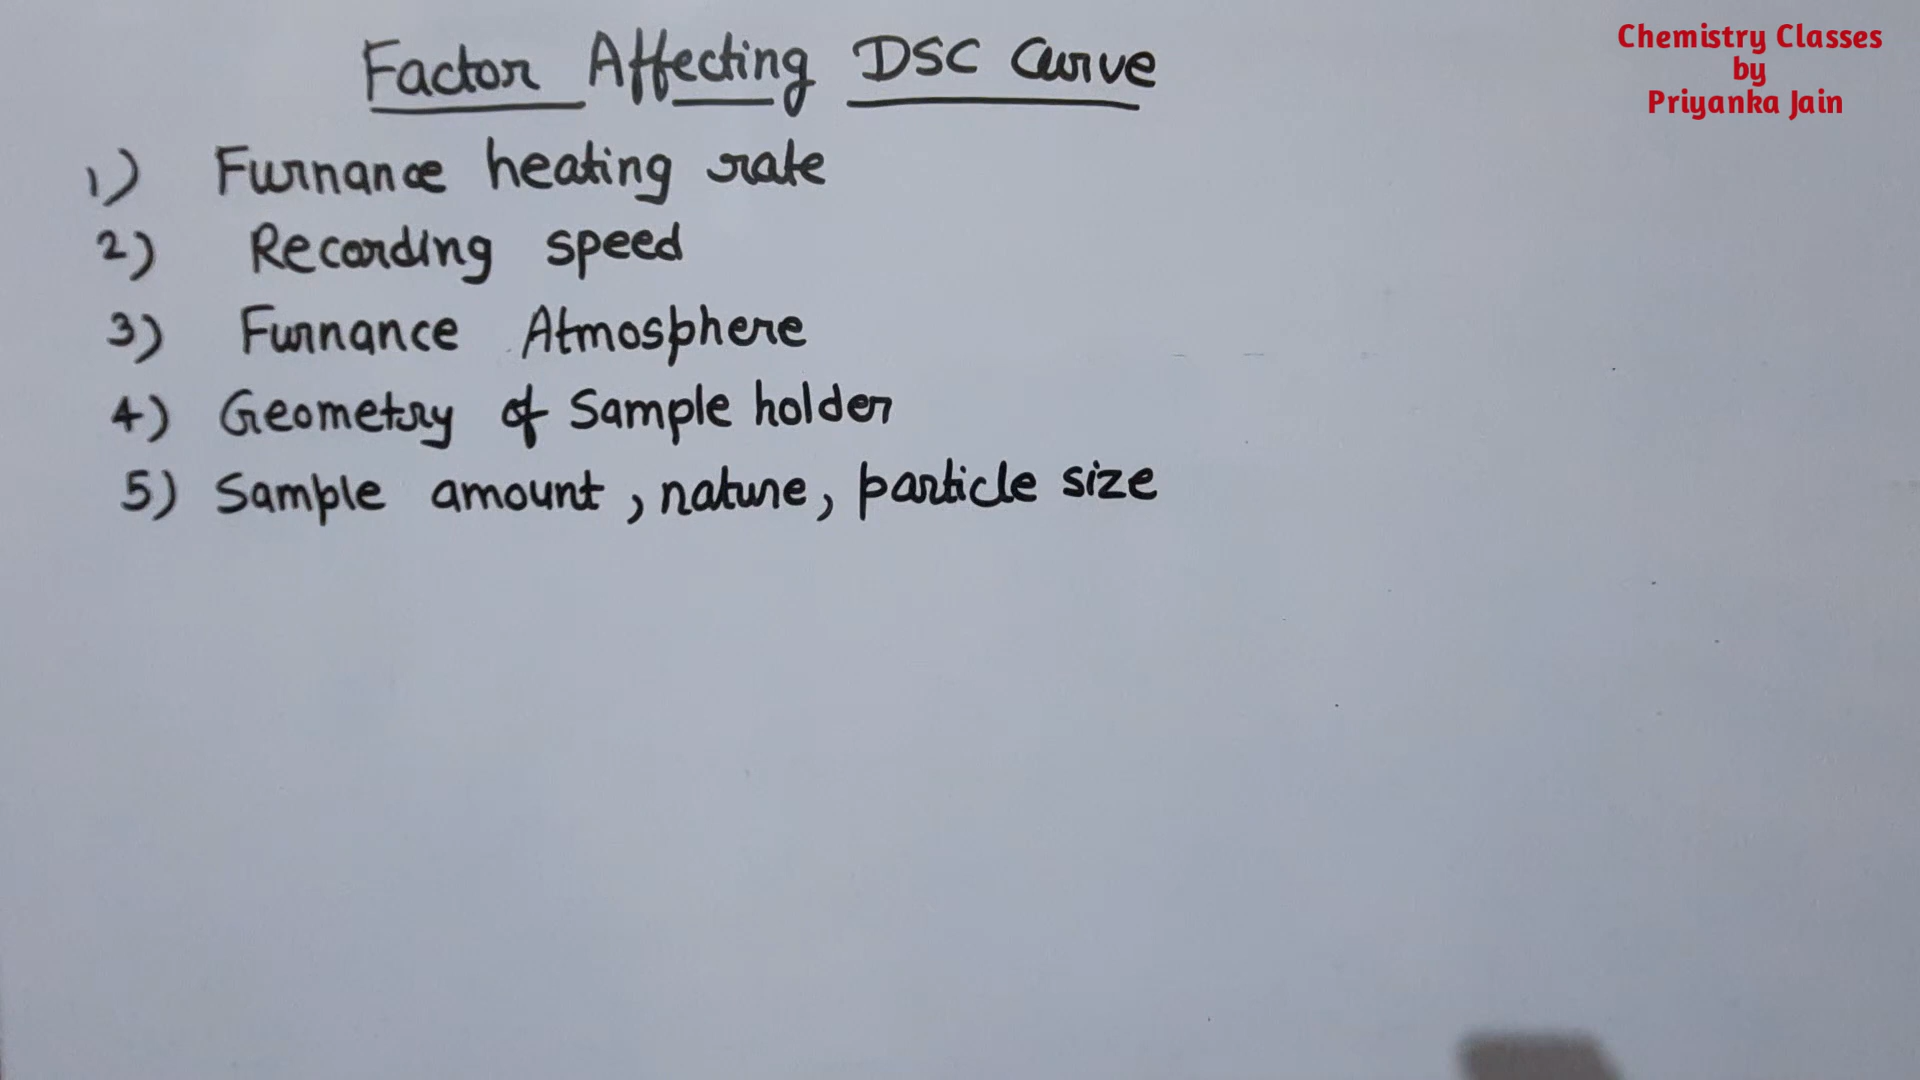 Factor Affecting DSC Curve
Chemistry Classes
by
Priyanka Jain
1) Furnance heating rate
2) Recording speed
3) Furnance Atmosphere
4) Geometry of Sample holder
5) Sample amount, nature, particle size